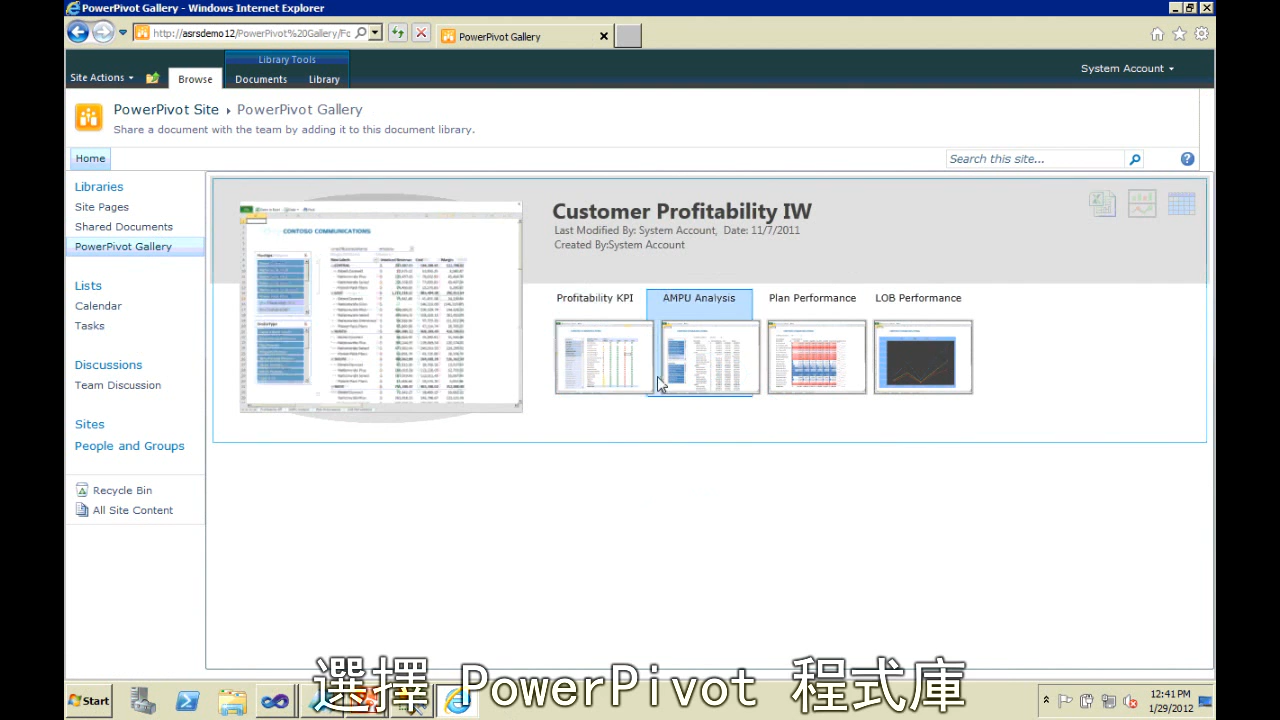 PowerPivot Gallery - Windows Internet Explorer
http://asrsdemo12/PowerPivot%20Gallery/Fo
PowerPivot Gallery
Library Tools
Site Actions
Browse
Documents
Library
System Account
PowerPivot Site
PowerPivot Gallery
Share a document with the team by adding it to this document library.
Home
Search this site...
Libraries
Site Pages
Shared Documents
PowerPivot Gallery
Lists
Calendar
Tasks
Discussions
Team Discussion
Sites
People and Groups
Recycle Bin
All Site Content
CONTOSO COMMUNICATIONS
Customer Profitability IW
Last Modified By: System Account, Date: 11/7/2011
Created By:System Account
Profitability KPI
AMPU Analysis
Plan Performance
LOB Performance
選擇 PowerPivot 程式庫
Start
12:41 PM
1/29/2012